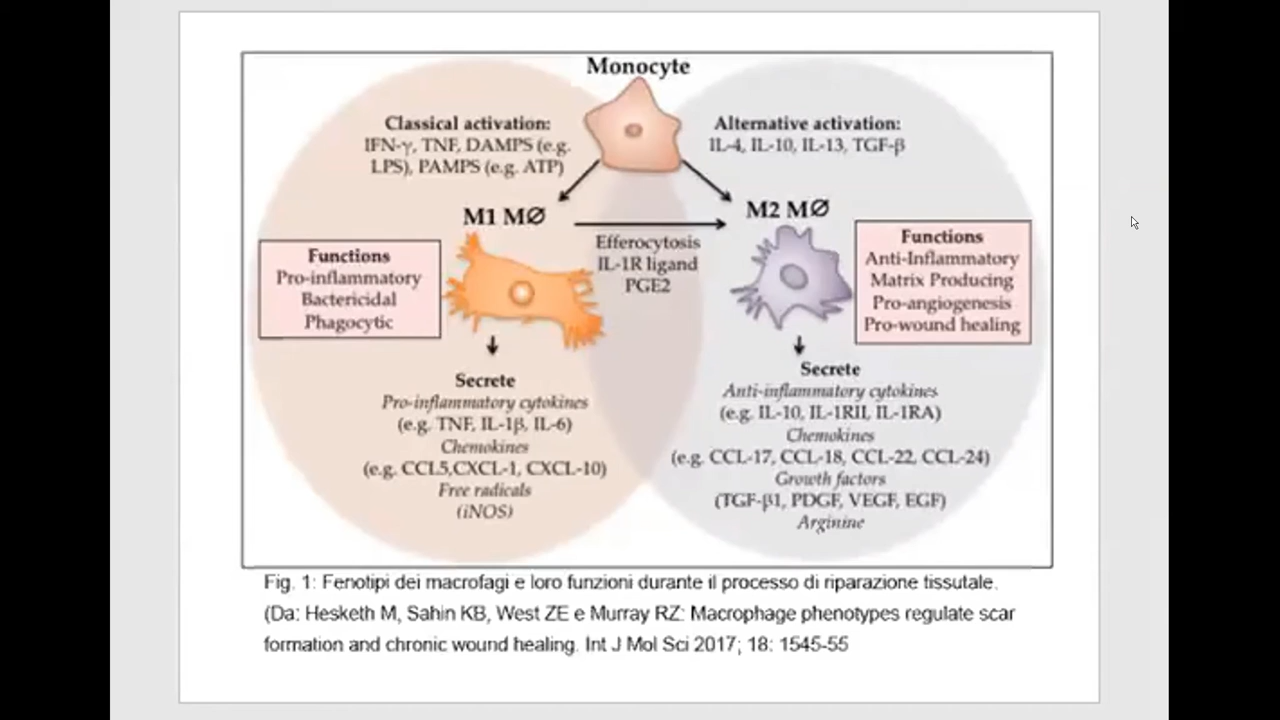 Monocyte
Classical activation:
IFN-γ, TNF, DAMPS (e.g.
LPS), PAMPS (e.g. ATP)
Alternative activation:
IL-4, IL-10, IL-13, TGF-β
M1 MØ
M2 MØ
Efferocytosis
IL-1R ligand
PGE2
Functions
Pro-inflammatory
Bactericidal
Phagocytic
Functions
Anti-Inflammatory
Matrix Producing
Pro-angiogenesis
Pro-wound healing
Secrete
Pro-inflammatory cytokines
(e.g. TNF, IL-1β, IL-6)
Chemokines
(e.g. CCL5,CXCL-1, CXCL-10)
Free radicals
(iNOS)
Secrete
Anti-inflammatory cytokines
(e.g. IL-10, IL-1RII, IL-1RA)
Chemokines
(e.g. CCL-17, CCL-18, CCL-22, CCL-24)
Growth factors
(TGF-β1, PDGF, VEGF, EGF)
Arginine
Fig. 1: Fenotipi dei macrofagi e loro funzioni durante il processo di riparazione tissutale.
(Da: Hesketh M, Sahin KB, West ZE e Murray RZ: Macrophage phenotypes regulate scar
formation and chronic wound healing. Int J Mol Sci 2017; 18: 1545-55